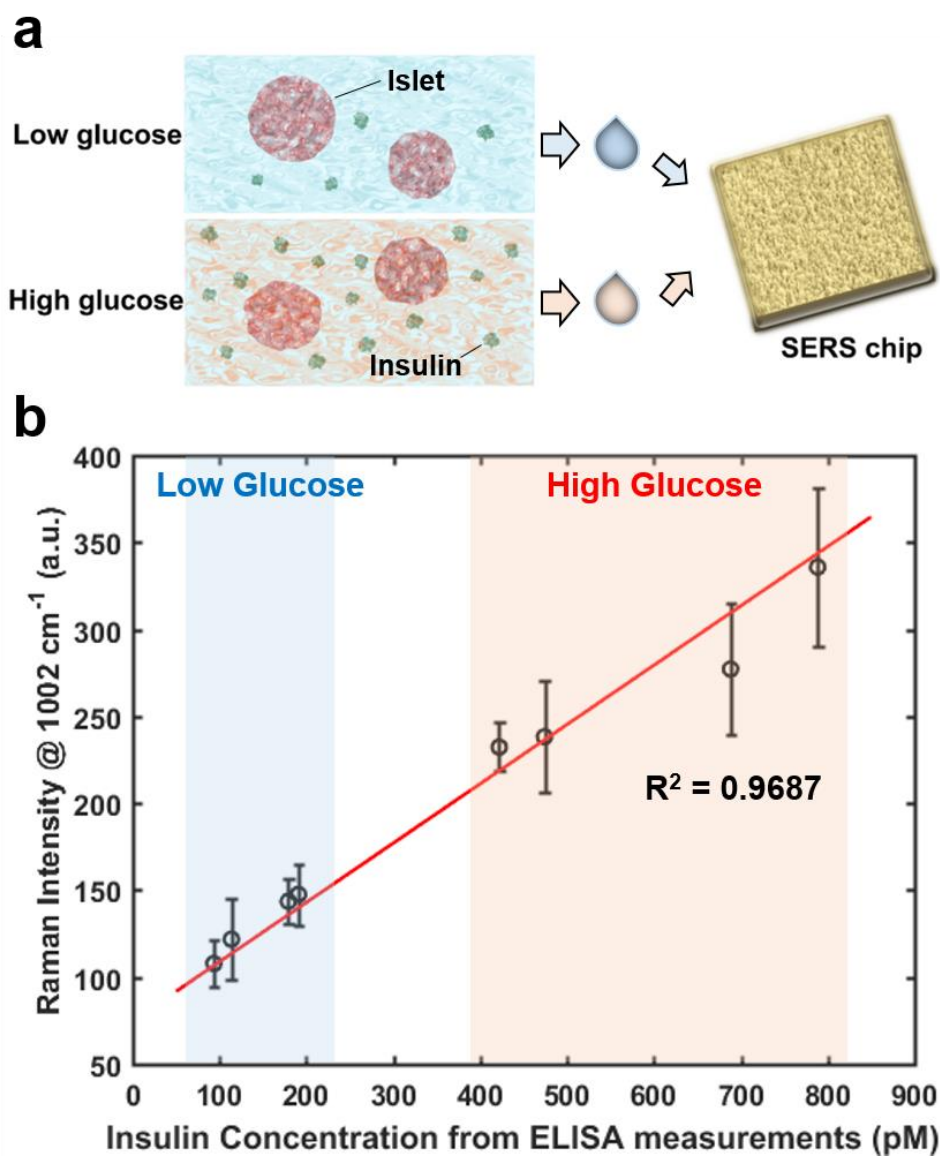 a
Islet
Low glucose
High glucose
Insulin
SERS chip
b
400
350
300
250
200
150
100
50
Raman Intensity @ 1002 cm⁻¹ (a.u.)
Low Glucose
High Glucose
R² = 0.9687
0 100 200 300 400 500 600 700 800 900
Insulin Concentration from ELISA measurements (pM)